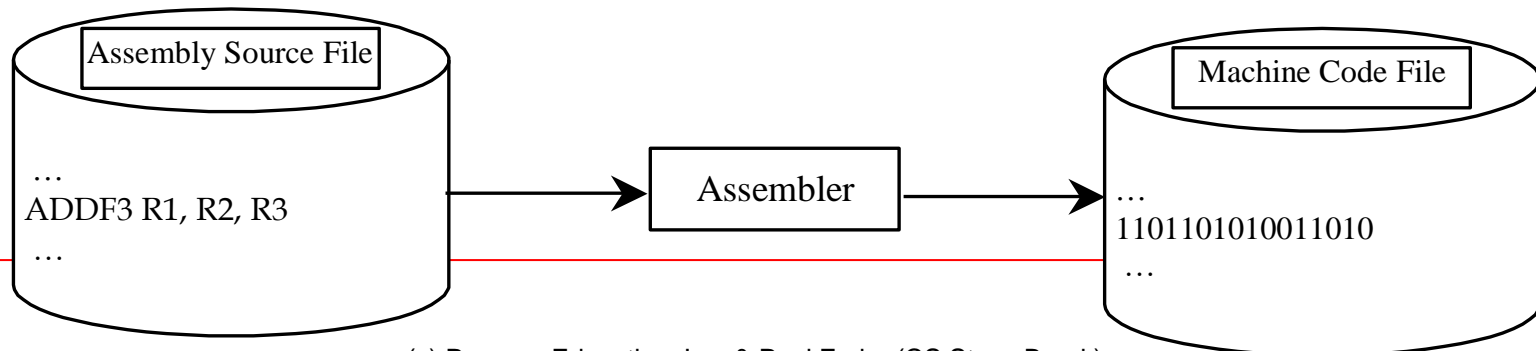 Assembly Source File
…
ADDF3 R1, R2, R3
…
Assembler
Machine Code File
…
1101101010011010
…